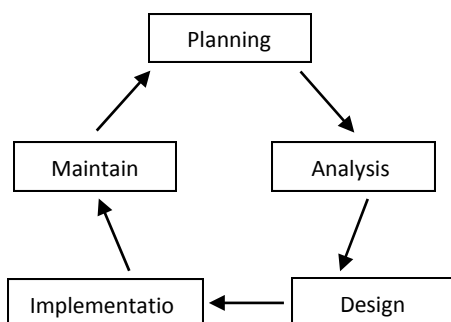 Planning
Analysis
Design
Implementatio
Maintain